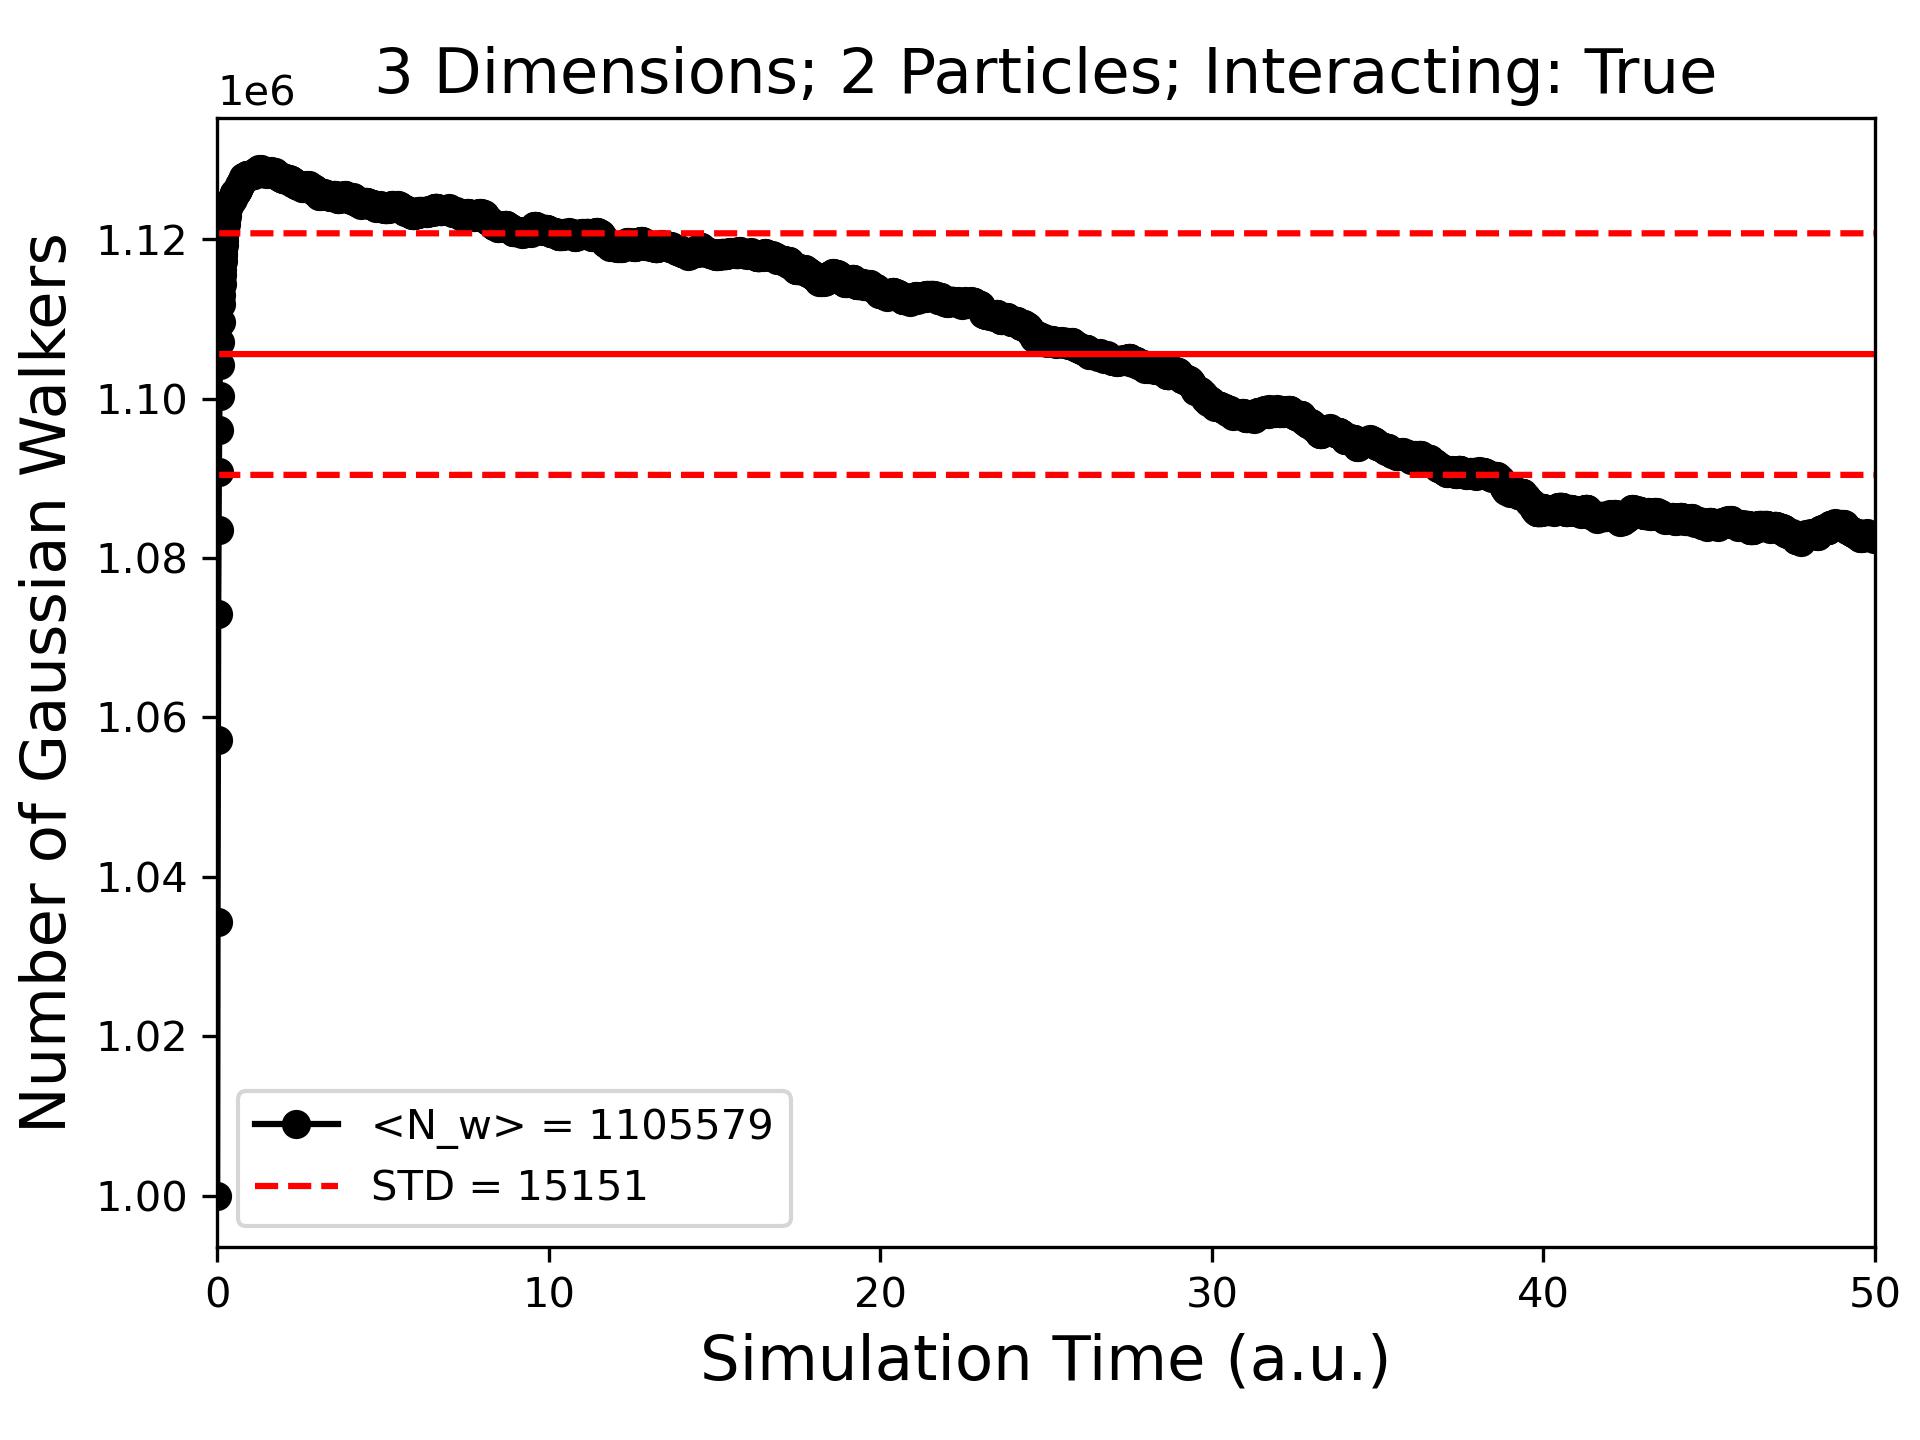 3 Dimensions; 2 Particles; Interacting: True
1e6
Number of Gaussian Walkers
1.12
1.10
1.08
1.06
1.04
1.02
1.00
<N_w> = 1105579
STD = 15151
0 10 20 30 40 50
Simulation Time (a.u.)